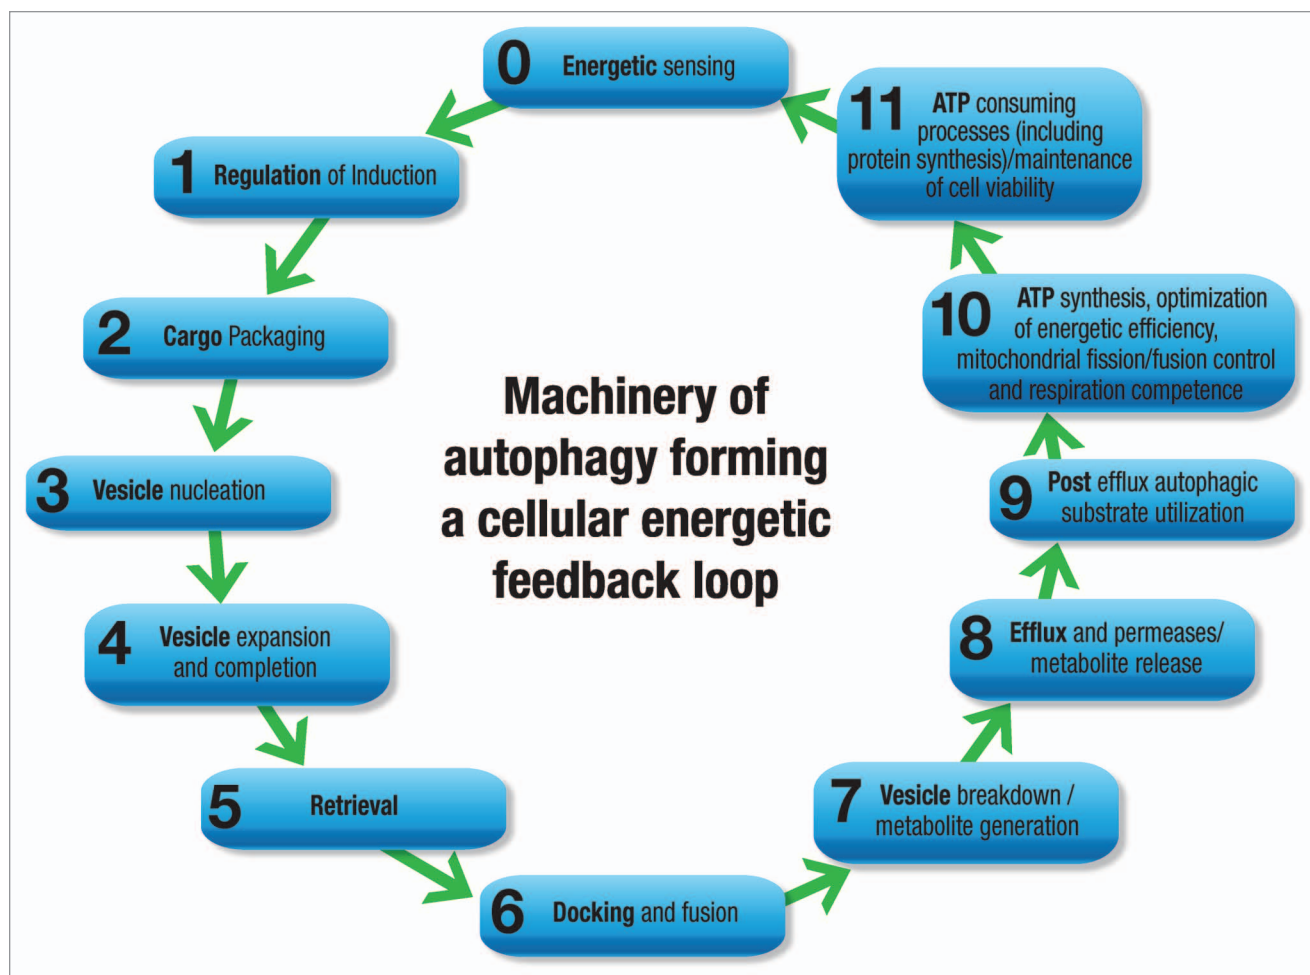 0 Energetic sensing
1 Regulation of Induction
2 Cargo Packaging
3 Vesicle nucleation
4 Vesicle expansion
and completion
5 Retrieval
6 Docking and fusion
7 Vesicle breakdown /
metabolite generation
8 Efflux and permeases/
metabolite release
9 Post efflux autophagic
substrate utilization
10 ATP synthesis, optimization
of energetic efficiency,
mitochondrial fission/fusion control
and respiration competence
11 ATP consuming
processes (including
protein synthesis)/maintenance
of cell viability
Machinery of
autophagy forming
a cellular energetic
feedback loop